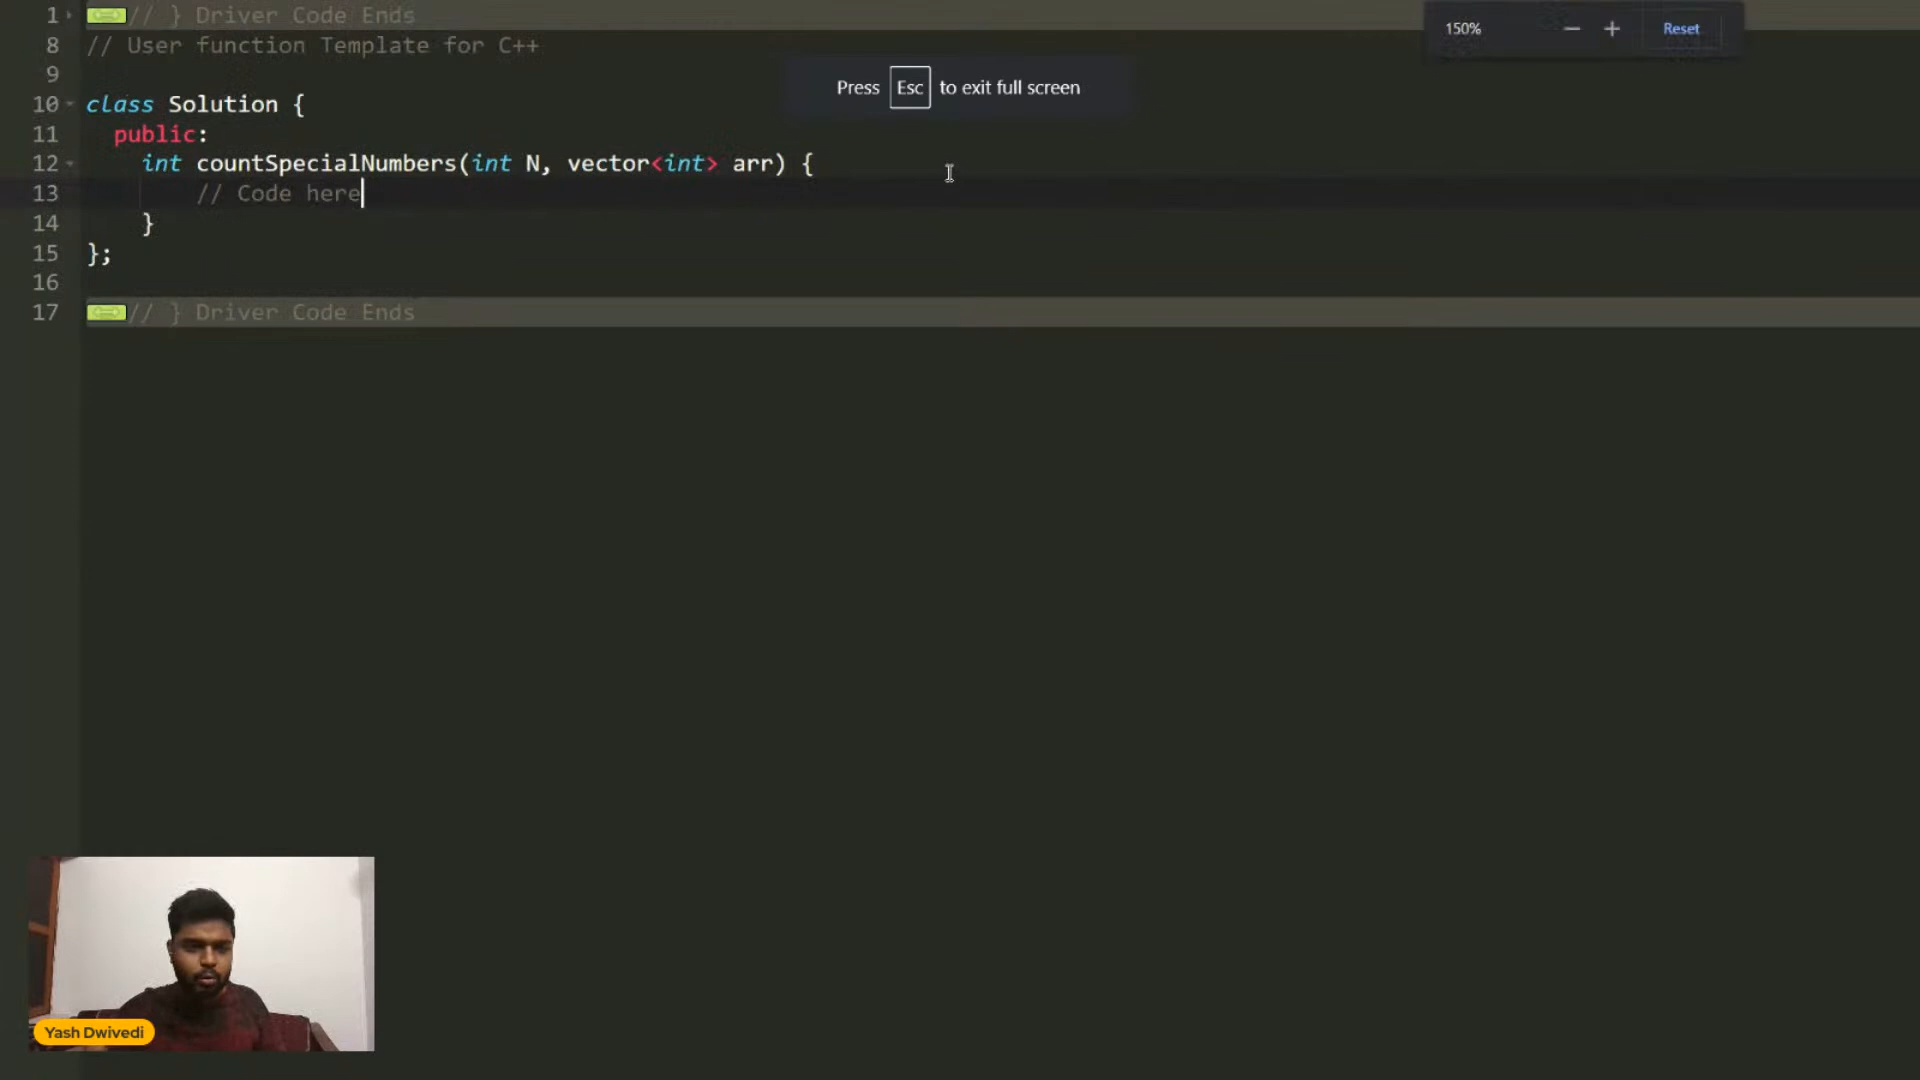 1 // } Driver Code Ends
8 // User function Template for C++
9
10 class Solution {
11 public:
12 int countSpecialNumbers(int N, vector<int> arr) {
13 // Code here
14 }
15 };
16
17 // } Driver Code Ends
150% − + Reset
Press Esc to exit full screen
Yash Dwivedi